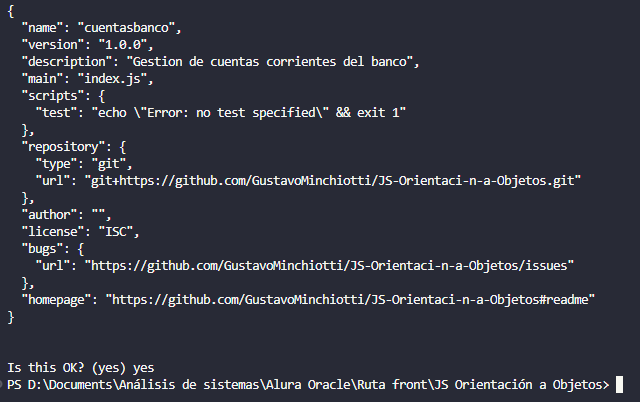 {
  "name": "cuentasbanco",
  "version": "1.0.0",
  "description": "Gestion de cuentas corrientes del banco",
  "main": "index.js",
  "scripts": {
    "test": "echo \"Error: no test specified\" && exit 1"
  },
  "repository": {
    "type": "git",
    "url": "git+https://github.com/GustavoMinchiotti/JS-Orientaci-n-a-Objetos.git"
  },
  "author": "",
  "license": "ISC",
  "bugs": {
    "url": "https://github.com/GustavoMinchiotti/JS-Orientaci-n-a-Objetos/issues"
  },
  "homepage": "https://github.com/GustavoMinchiotti/JS-Orientaci-n-a-Objetos#readme"
}
Is this OK? (yes) yes
PS D:\Documents\Análisis de sistemas\Alura Oracle\Ruta front\JS Orientación a Objetos>